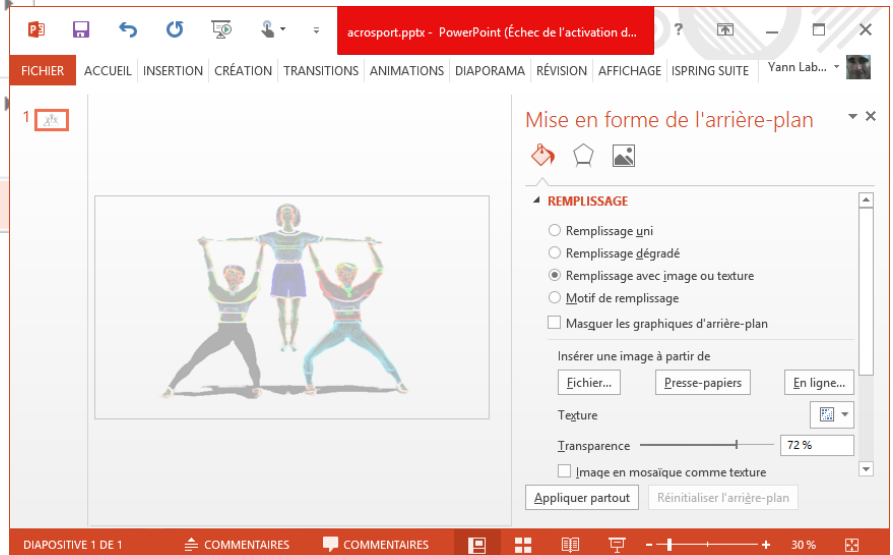 acrosport.pptx - PowerPoint (Échec de l'activation d...
?
FICHIER ACCUEIL INSERTION CRÉATION TRANSITIONS ANIMATIONS DIAPORAMA RÉVISION AFFICHAGE ISPRING SUITE Yann Lab...
1
Mise en forme de l'arrière-plan
REMPLISSAGE
Remplissage uni
Remplissage dégradé
Remplissage avec image ou texture
Motif de remplissage
Masquer les graphiques d'arrière-plan
Insérer une image à partir de
Fichier... Presse-papiers En ligne...
Texture
Transparence 72 %
Image en mosaïque comme texture
Appliquer partout Réinitialiser l'arrière-plan
DIAPOSITIVE 1 DE 1 COMMENTAIRES COMMENTAIRES - + 30 %